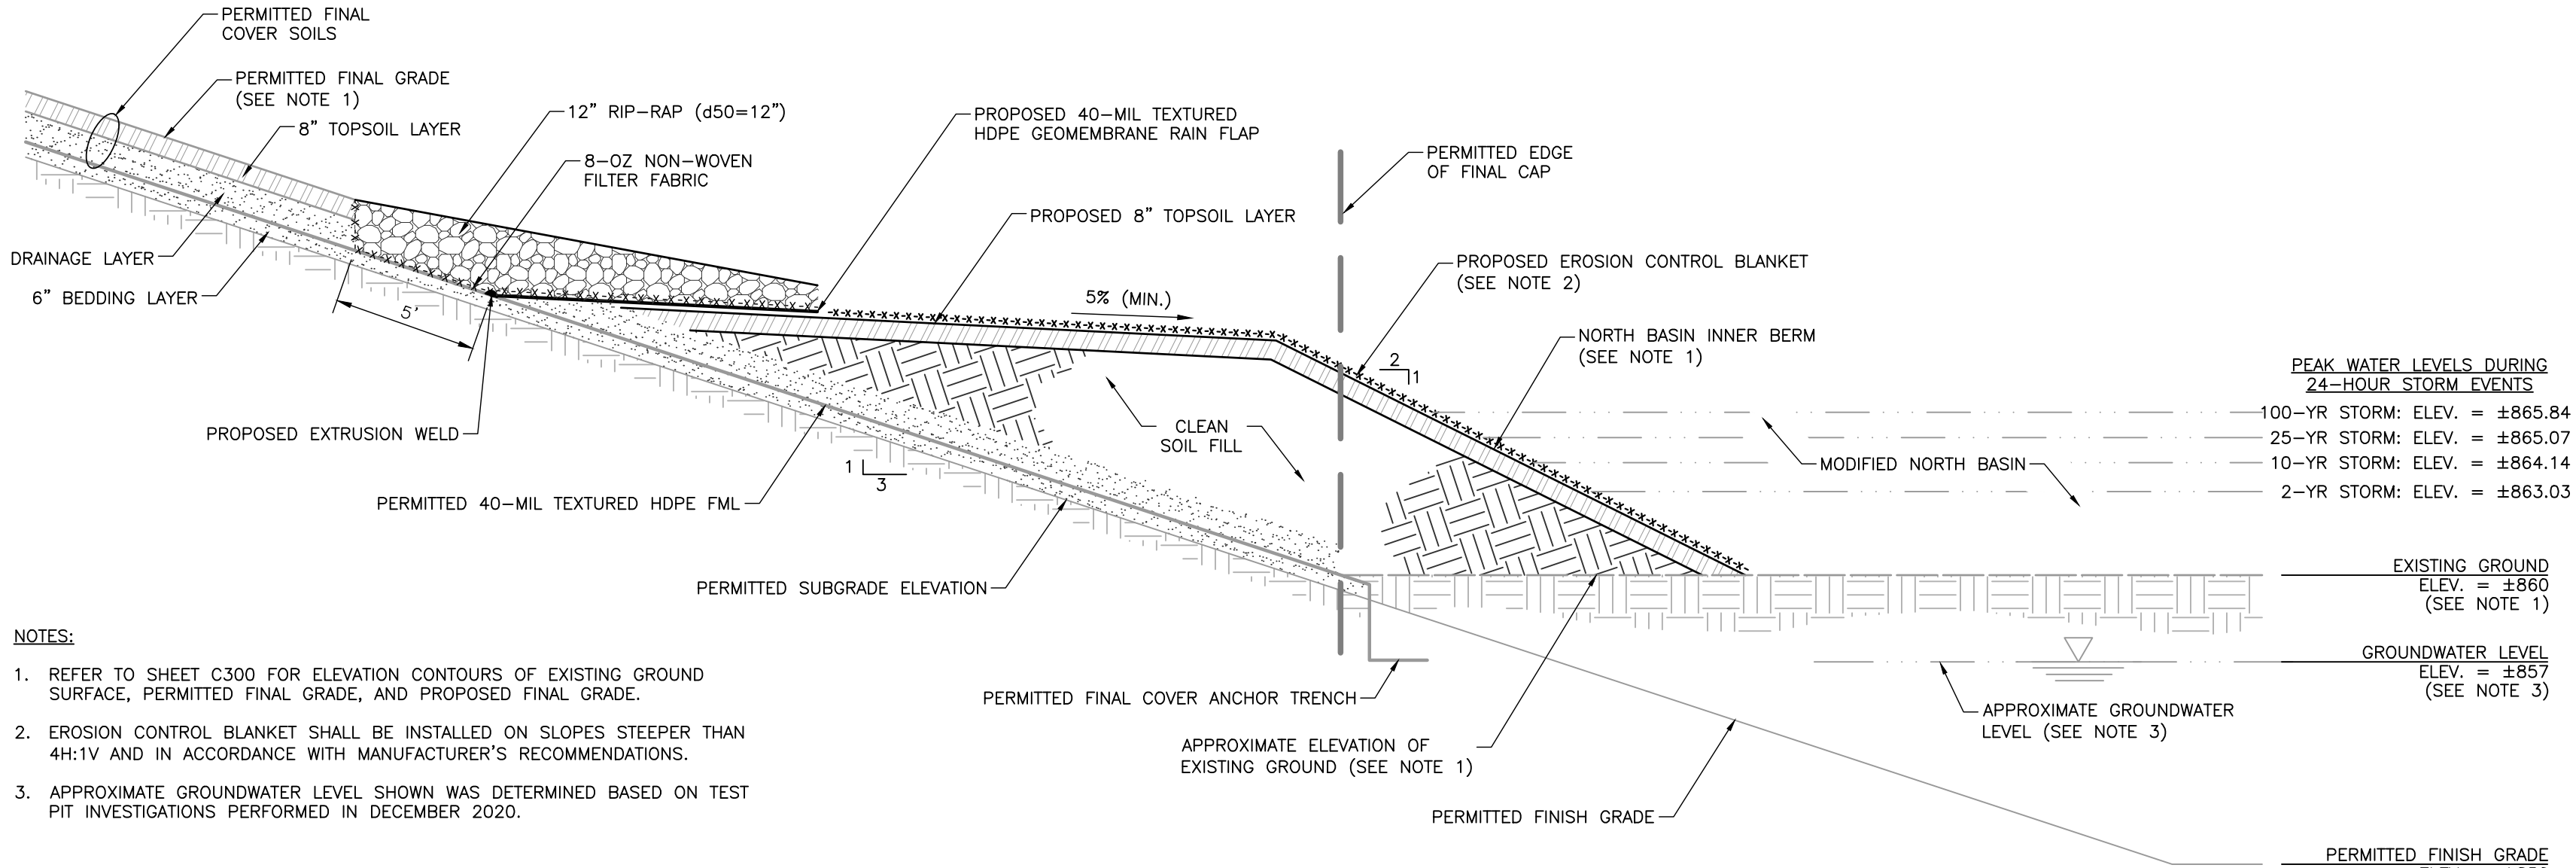 PERMITTED FINAL
COVER SOILS
PERMITTED FINAL GRADE
(SEE NOTE 1)
8" TOPSOIL LAYER
12" RIP-RAP (d50=12")
8-OZ NON-WOVEN
FILTER FABRIC
PROPOSED 40-MIL TEXTURED
HDPE GEOMEMBRANE RAIN FLAP
PROPOSED 8" TOPSOIL LAYER
PERMITTED EDGE
OF FINAL CAP
PROPOSED EROSION CONTROL BLANKET
(SEE NOTE 2)
NORTH BASIN INNER BERM
(SEE NOTE 1)
DRAINAGE LAYER
6" BEDDING LAYER
5'
5% (MIN.)
2
1
PROPOSED EXTRUSION WELD
CLEAN
SOIL FILL
1
3
PERMITTED 40-MIL TEXTURED HDPE FML
PERMITTED SUBGRADE ELEVATION
PEAK WATER LEVELS DURING
24-HOUR STORM EVENTS
100-YR STORM: ELEV. = ±865.84
25-YR STORM: ELEV. = ±865.07
10-YR STORM: ELEV. = ±864.14
2-YR STORM: ELEV. = ±863.03
MODIFIED NORTH BASIN
EXISTING GROUND
ELEV. = ±860
(SEE NOTE 1)
GROUNDWATER LEVEL
ELEV. = ±857
(SEE NOTE 3)
PERMITTED FINAL COVER ANCHOR TRENCH
APPROXIMATE GROUNDWATER
LEVEL (SEE NOTE 3)
APPROXIMATE ELEVATION OF
EXISTING GROUND (SEE NOTE 1)
PERMITTED FINISH GRADE
PERMITTED FINISH GRADE
NOTES:
1. REFER TO SHEET C300 FOR ELEVATION CONTOURS OF EXISTING GROUND
SURFACE, PERMITTED FINAL GRADE, AND PROPOSED FINAL GRADE.
2. EROSION CONTROL BLANKET SHALL BE INSTALLED ON SLOPES STEEPER THAN
4H:1V AND IN ACCORDANCE WITH MANUFACTURER'S RECOMMENDATIONS.
3. APPROXIMATE GROUNDWATER LEVEL SHOWN WAS DETERMINED BASED ON TEST
PIT INVESTIGATIONS PERFORMED IN DECEMBER 2020.